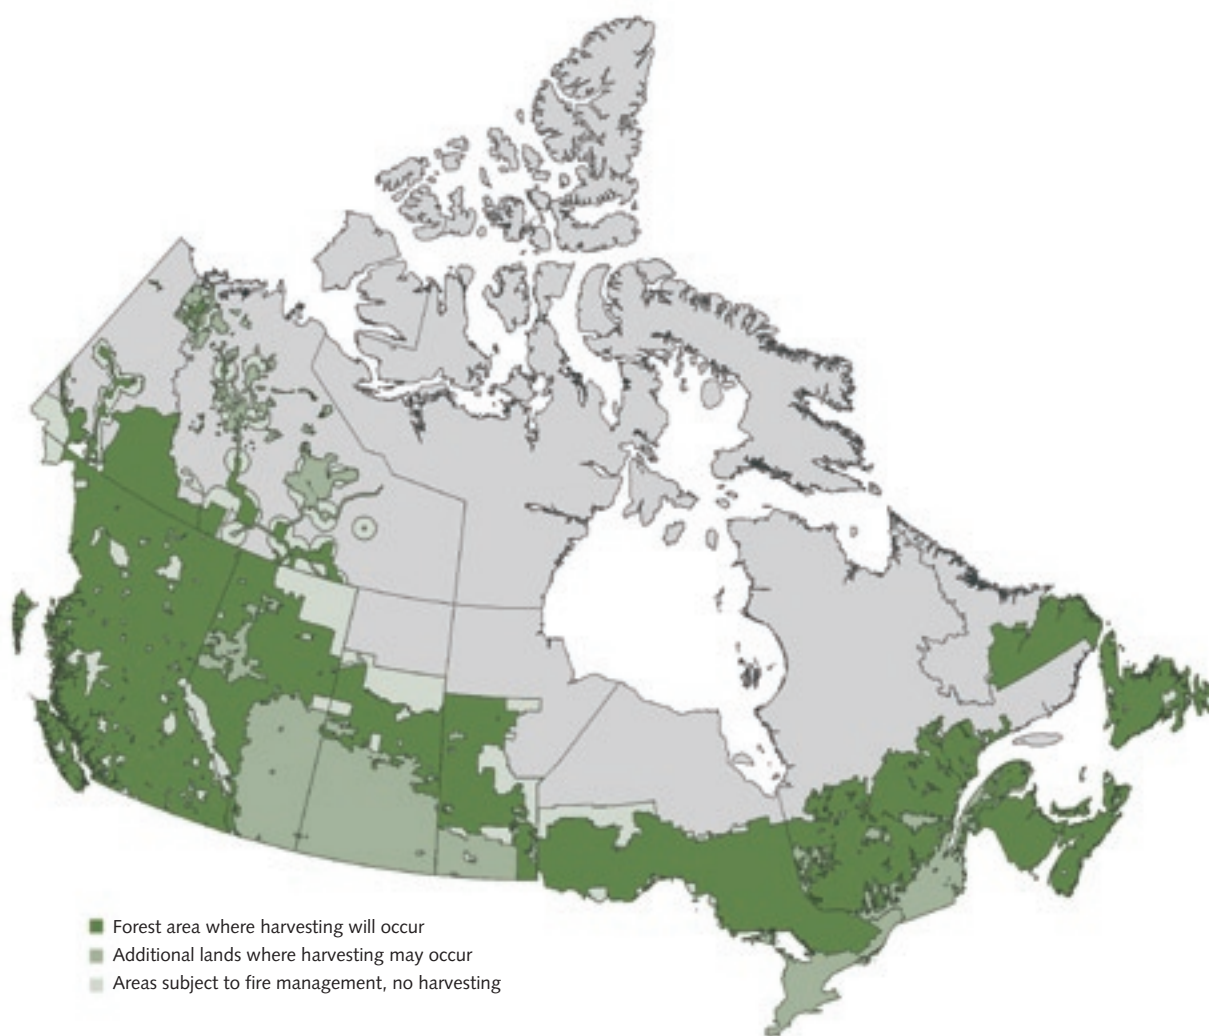 Forest area where harvesting will occur
Additional lands where harvesting may occur
Areas subject to fire management, no harvesting